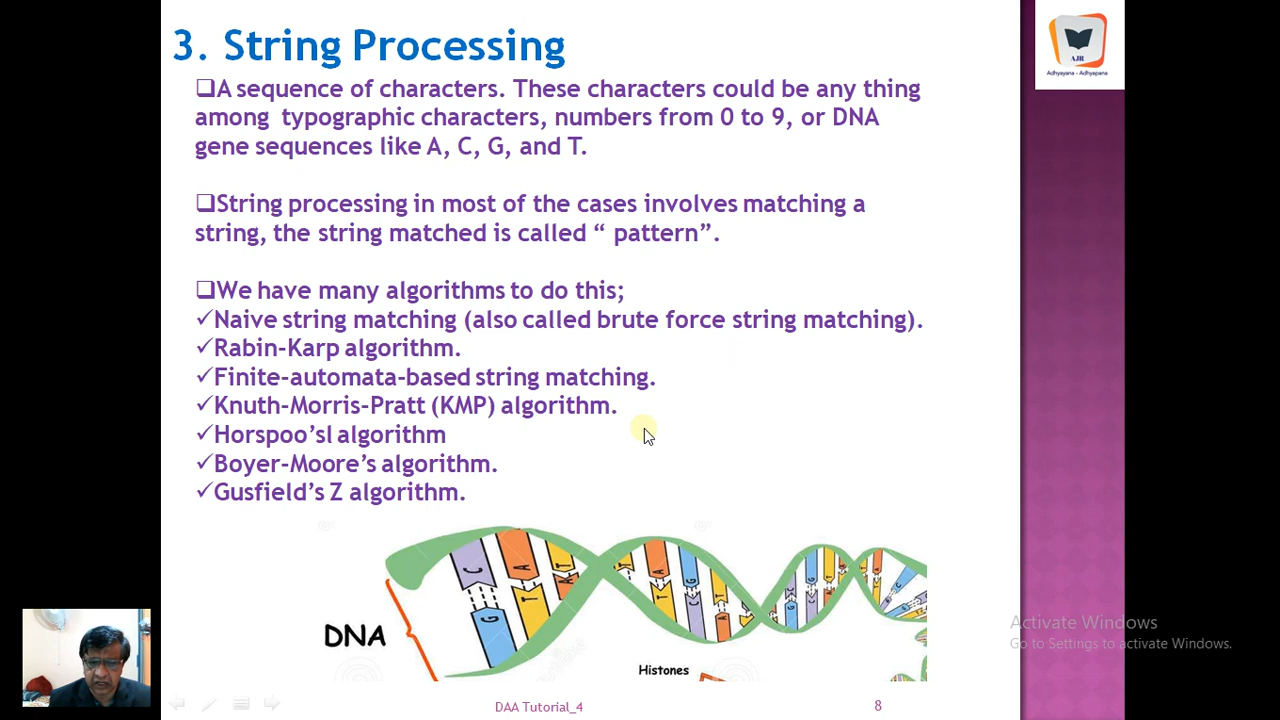 3. String Processing
AJR
Adhyayana - Adhyapana
❑A sequence of characters. These characters could be any thing
among typographic characters, numbers from 0 to 9, or DNA
gene sequences like A, C, G, and T.
❑String processing in most of the cases involves matching a
string, the string matched is called “ pattern”.
❑We have many algorithms to do this;
✓Naive string matching (also called brute force string matching).
✓Rabin-Karp algorithm.
✓Finite-automata-based string matching.
✓Knuth-Morris-Pratt (KMP) algorithm.
✓Horspoo’sl algorithm
✓Boyer-Moore’s algorithm.
✓Gusfield’s Z algorithm.
C A T
G T A
DNA
Histones
Activate Windows
Go to Settings to activate Windows.
DAA Tutorial_4
8